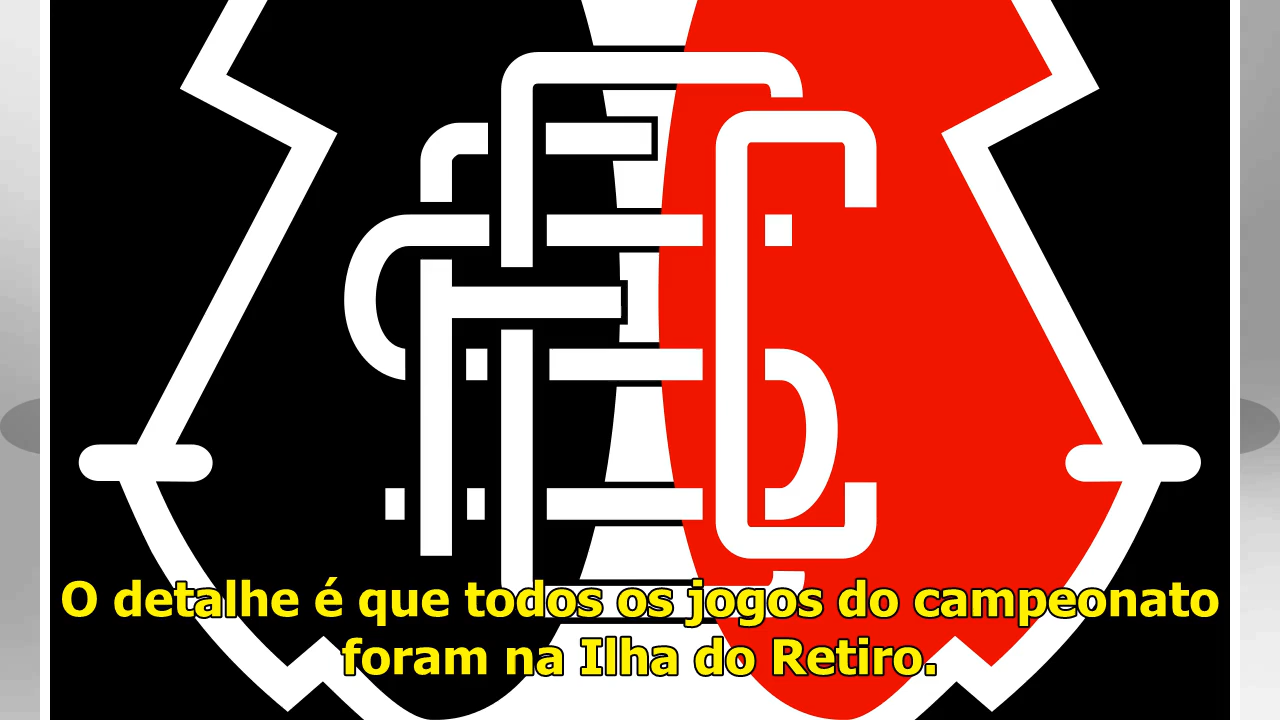 O detalhe é que todos os jogos do campeonato
foram na Ilha do Retiro.